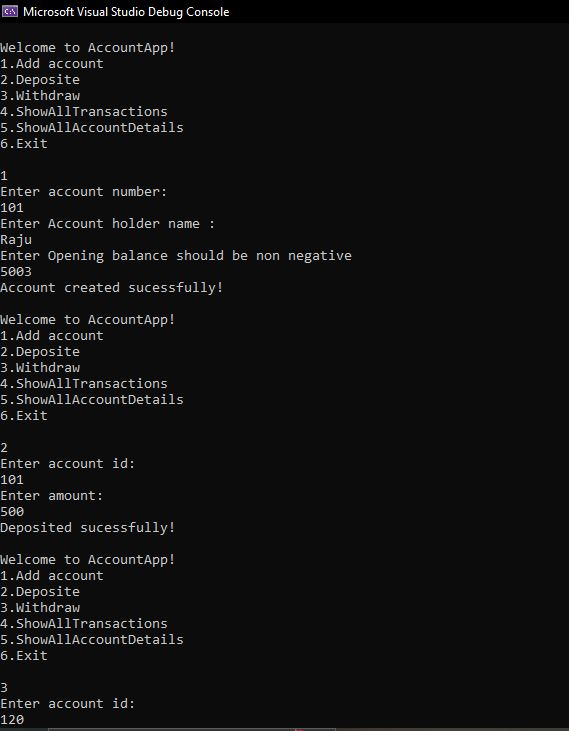 Microsoft Visual Studio Debug Console
Welcome to AccountApp!
1.Add account
2.Deposite
3.Withdraw
4.ShowAllTransactions
5.ShowAllAccountDetails
6.Exit
1
Enter account number:
101
Enter Account holder name :
Raju
Enter Opening balance should be non negative
5003
Account created sucessfully!
Welcome to AccountApp!
1.Add account
2.Deposite
3.Withdraw
4.ShowAllTransactions
5.ShowAllAccountDetails
6.Exit
2
Enter account id:
101
Enter amount:
500
Deposited sucessfully!
Welcome to AccountApp!
1.Add account
2.Deposite
3.Withdraw
4.ShowAllTransactions
5.ShowAllAccountDetails
6.Exit
3
Enter account id:
120